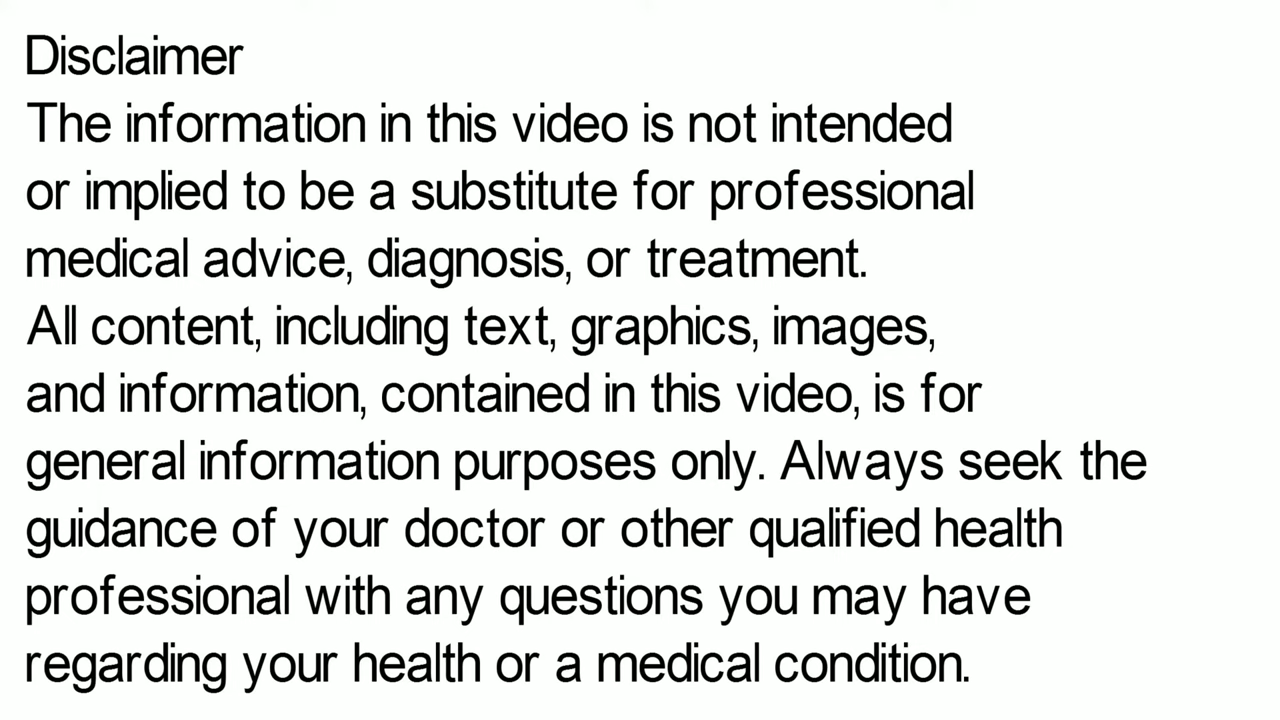 Disclaimer
The information in this video is not intended
or implied to be a substitute for professional
medical advice, diagnosis, or treatment.
All content, including text, graphics, images,
and information, contained in this video, is for
general information purposes only. Always seek the
guidance of your doctor or other qualified health
professional with any questions you may have
regarding your health or a medical condition.